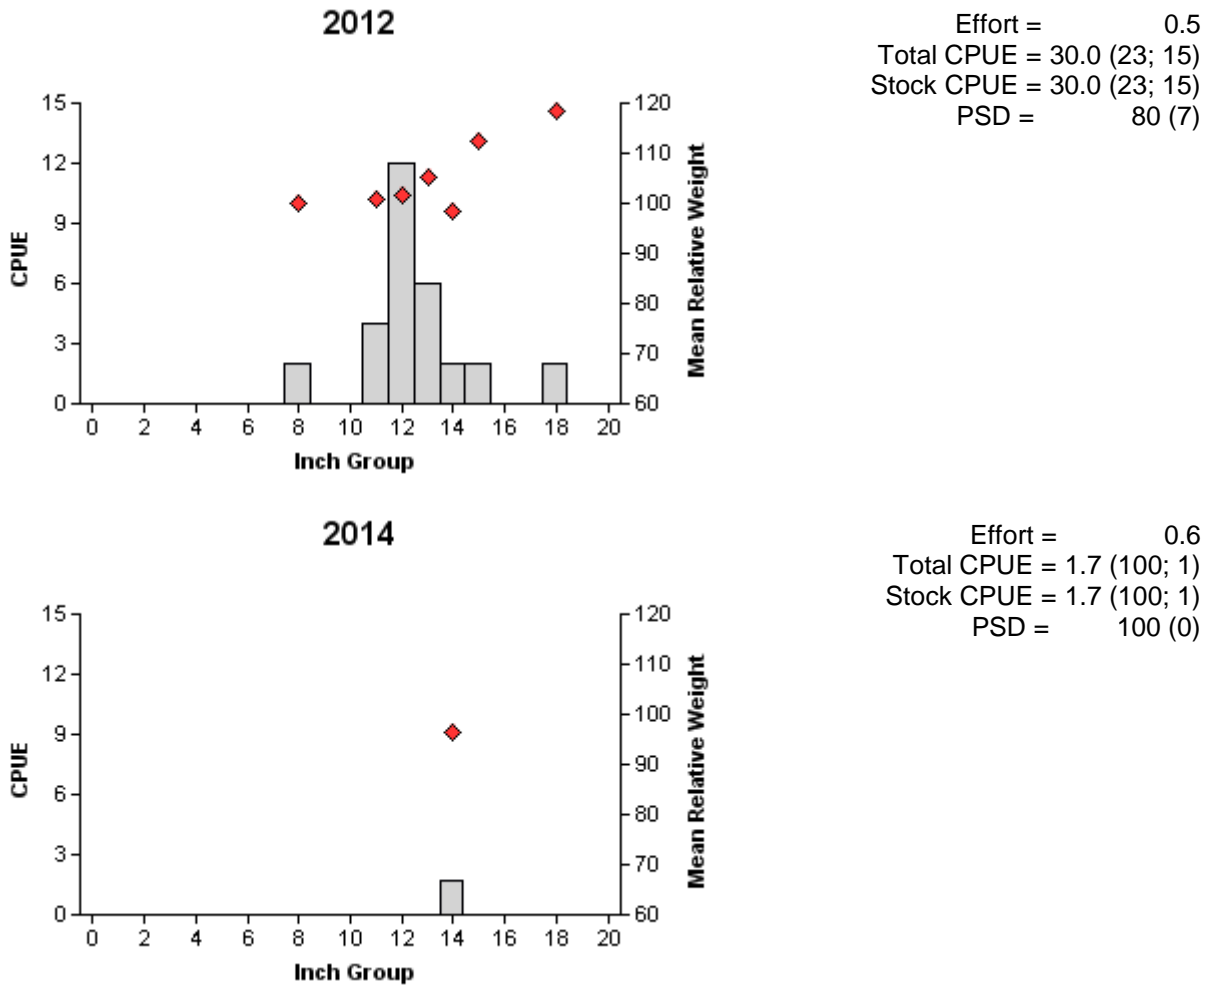 2012
Effort = 0.5
Total CPUE = 30.0 (23; 15)
Stock CPUE = 30.0 (23; 15)
PSD = 80 (7)
15
12
9
6
3
0
CPUE
120
110
100
90
80
70
60
Mean Relative Weight
0 2 4 6 8 10 12 14 16 18 20
Inch Group
2014
Effort = 0.6
Total CPUE = 1.7 (100; 1)
Stock CPUE = 1.7 (100; 1)
PSD = 100 (0)
15
12
9
6
3
0
CPUE
120
110
100
90
80
70
60
Mean Relative Weight
0 2 4 6 8 10 12 14 16 18 20
Inch Group